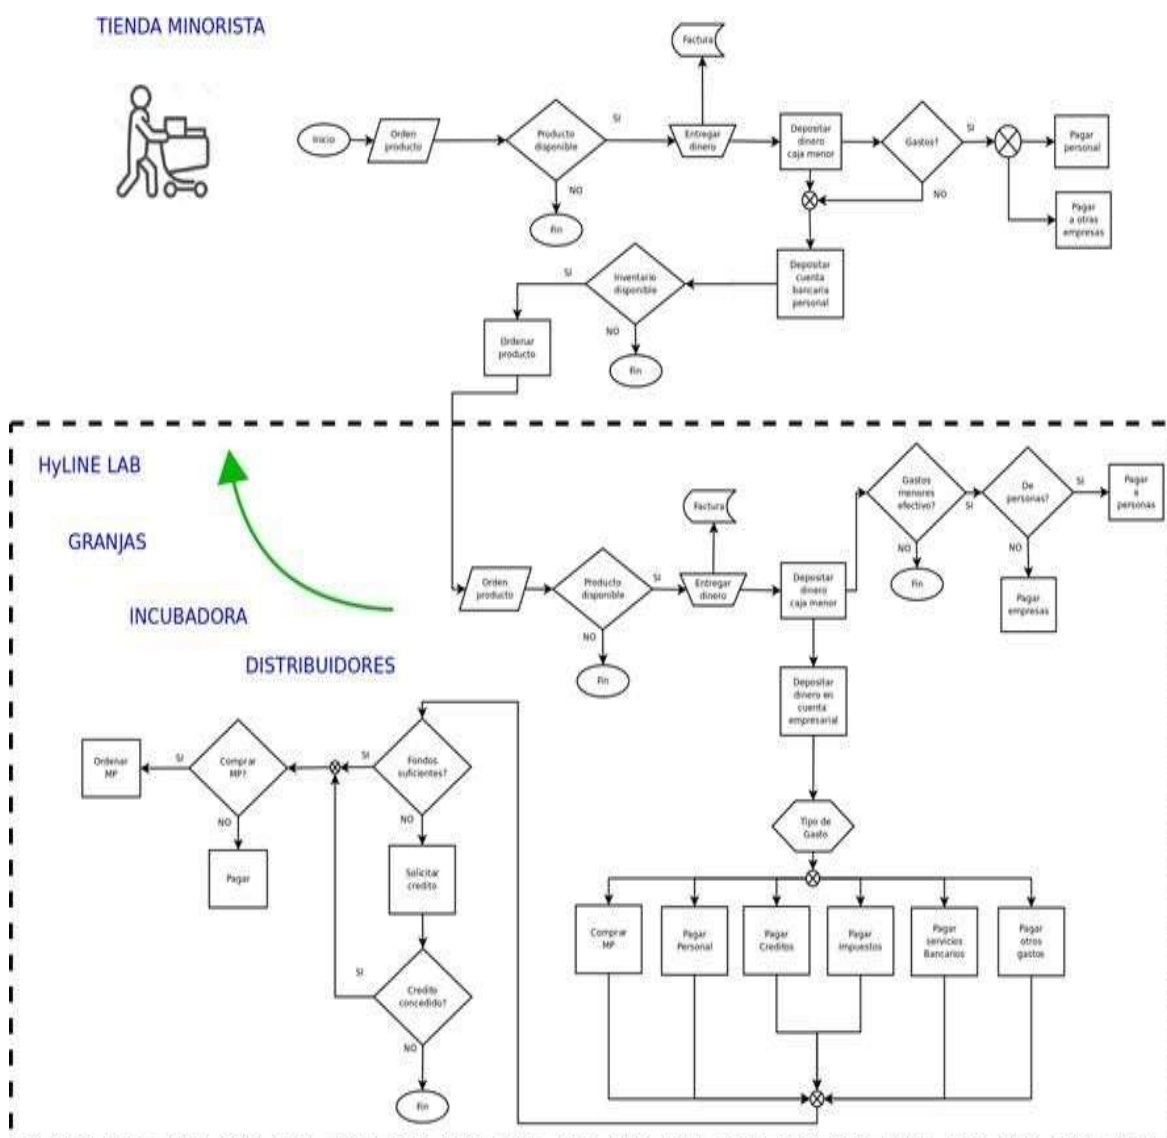 TIENDA MINORISTA
Factura
Inicio
Orden
producto
Producto
disponible
SI
NO
Fin
Entregar
dinero
Depositar
dinero
caja menor
Gastos?
SI
NO
Pagar
personal
Pagar
a otras
empresas
Depositar
cuenta
bancaria
personal
Inventario
disponible
SI
NO
Fin
Ordenar
producto
HyLINE LAB
GRANJAS
INCUBADORA
DISTRIBUIDORES
Orden
producto
Producto
disponible
SI
NO
Fin
Factura
Entregar
dinero
Depositar
dinero
caja menor
Gastos
menores
efectivo?
SI
NO
Fin
De
personas?
SI
NO
Pagar
a
personas
Pagar
empresas
Depositar
dinero en
cuenta
empresarial
Tipo de
Gasto
Comprar
MP
Pagar
Personal
Pagar
Creditos
Pagar
Impuestos
Pagar
servicios
Bancarios
Pagar
otros
gastos
Fondos
suficientes?
SI
NO
Comprar
MP?
SI
NO
Ordenar
MP
Pagar
Solicitar
credito
Credito
concedido?
SI
NO
Fin